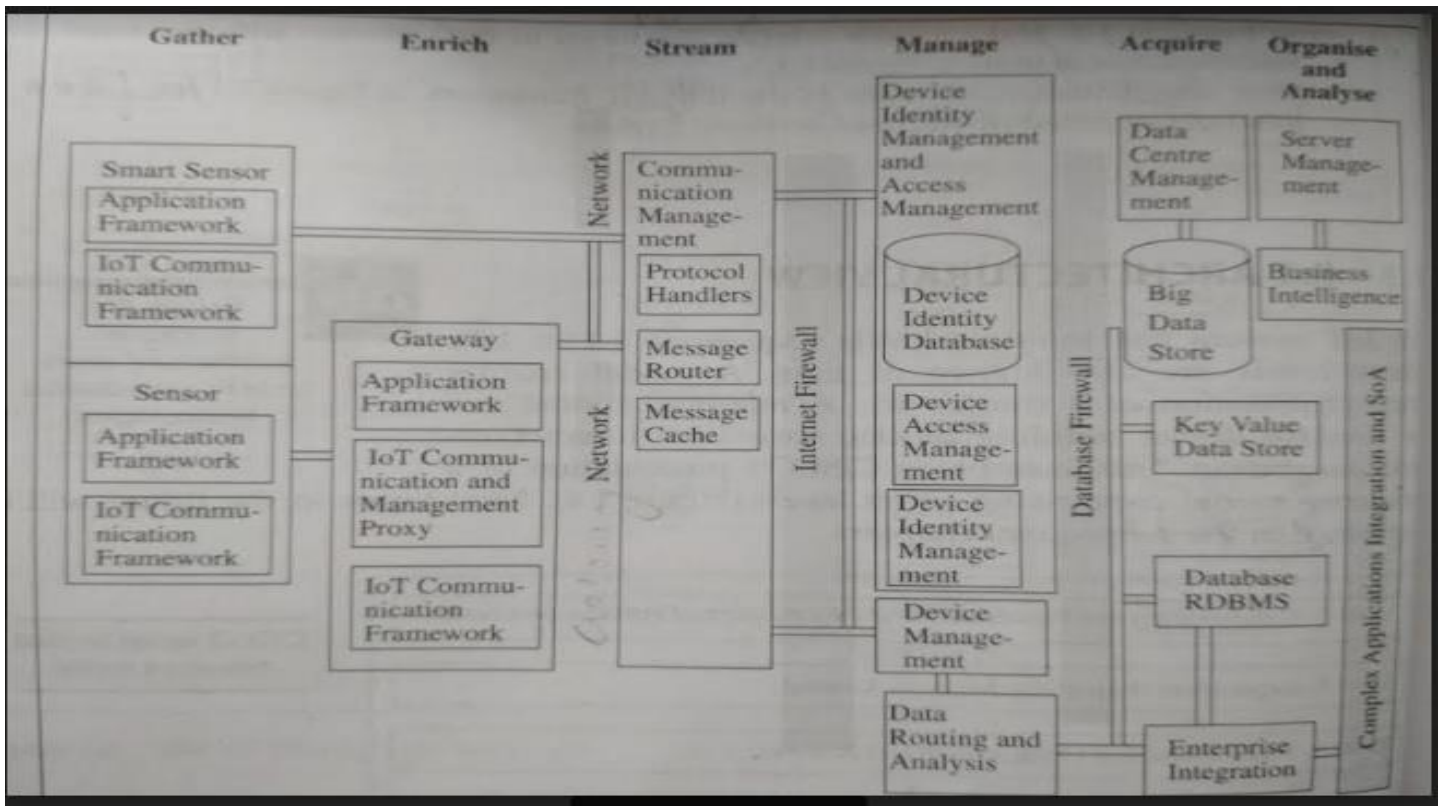 Gather
Enrich
Stream
Manage
Acquire
Organise
and
Analyse
Smart Sensor
Application
Framework
IoT Commu-
nication
Framework
Sensor
Application
Framework
IoT Commu-
nication
Framework
Gateway
Application
Framework
IoT Commu-
nication and
Management
Proxy
IoT Commu-
nication
Framework
Network
Network
Commu-
nication
Manage-
ment
Protocol
Handlers
Message
Router
Message
Cache
Internet Firewall
Device
Identity
Management
and
Access
Management
Device
Identity
Database
Device
Access
Manage-
ment
Device
Identity
Manage-
ment
Device
Manage-
ment
Data
Routing and
Analysis
Database Firewall
Data
Centre
Manage-
ment
Big
Data
Store
Key Value
Data Store
Database
RDBMS
Enterprise
Integration
Server
Manage-
ment
Business
Intelligence
Complex Applications Integration and SoA